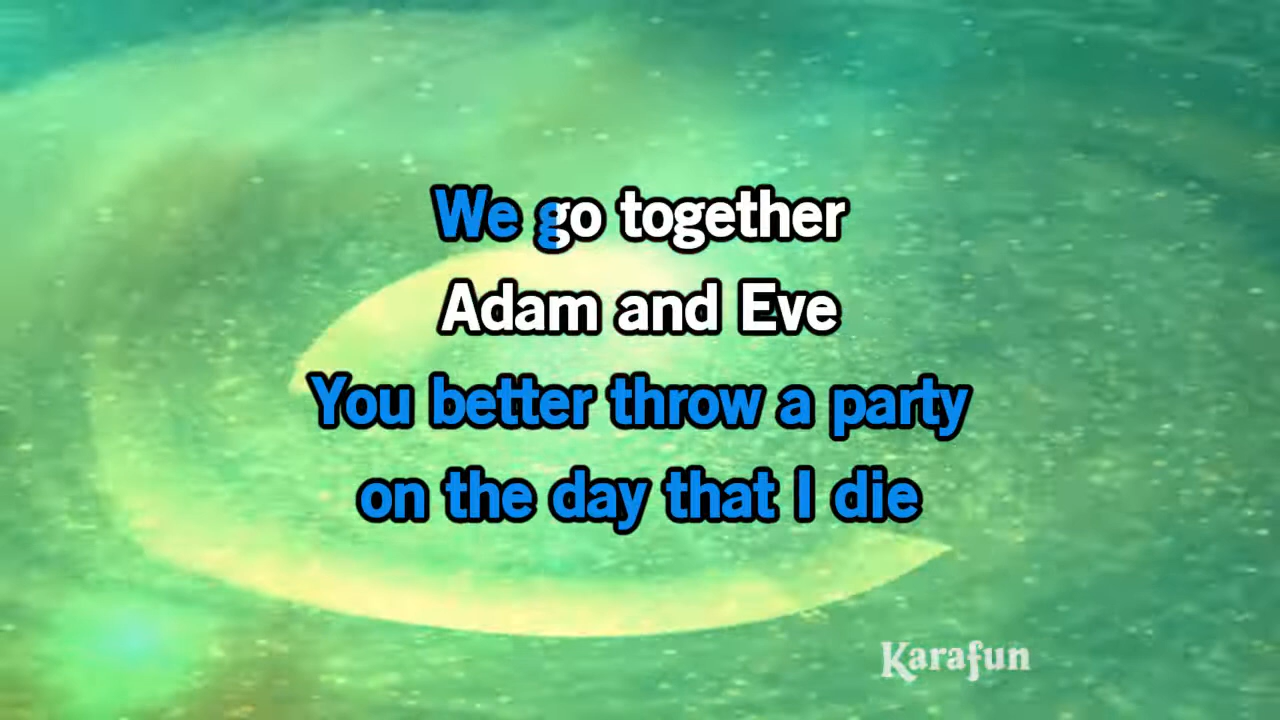 We go together
Adam and Eve
You better throw a party
on the day that I die
Karafun